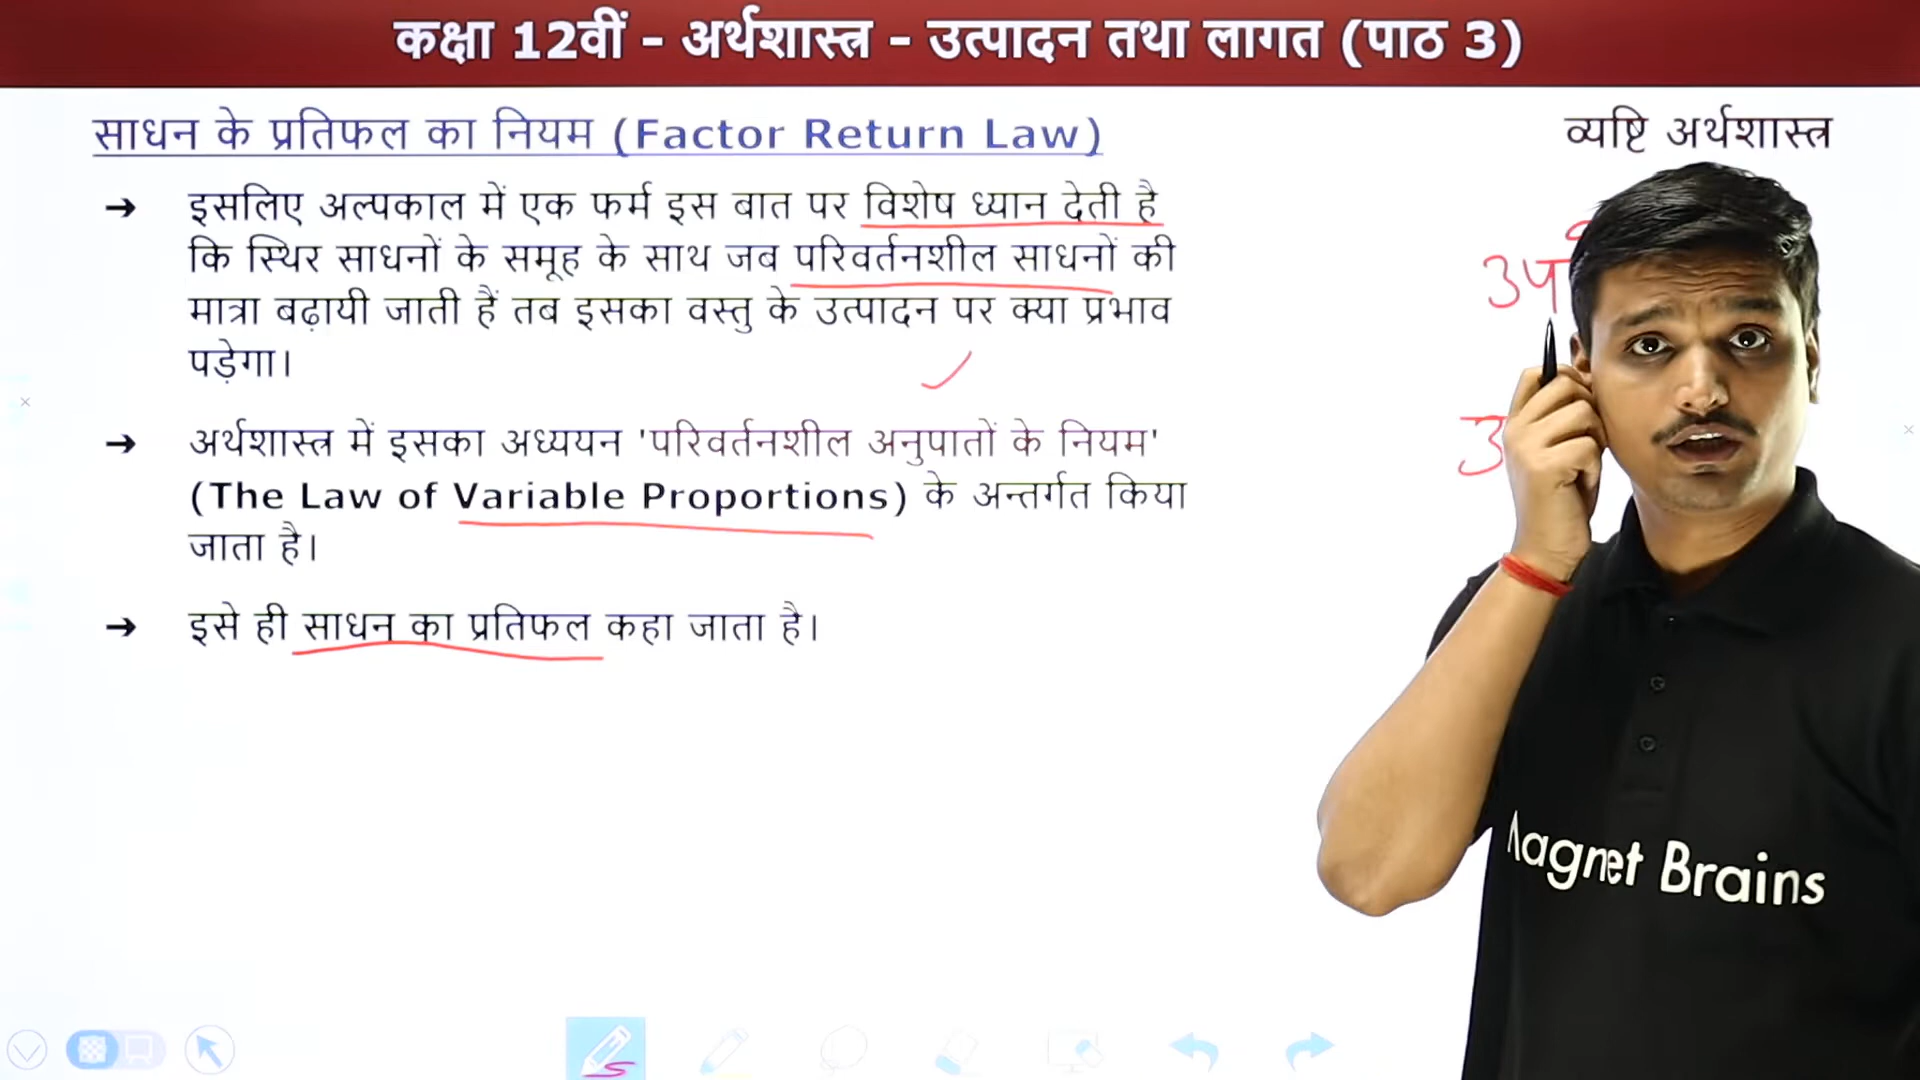 कक्षा 12वीं - अर्थशास्त्र - उत्पादन तथा लागत (पाठ 3)
साधन के प्रतिफल का नियम (Factor Return Law)
व्यष्टि अर्थशास्त्र
→ इसलिए अल्पकाल में एक फर्म इस बात पर विशेष ध्यान देती है
कि स्थिर साधनों के समूह के साथ जब परिवर्तनशील साधनों की
मात्रा बढ़ायी जाती हैं तब इसका वस्तु के उत्पादन पर क्या प्रभाव
पड़ेगा।
→ अर्थशास्त्र में इसका अध्ययन 'परिवर्तनशील अनुपातों के नियम'
(The Law of Variable Proportions) के अन्तर्गत किया
जाता है।
→ इसे ही साधन का प्रतिफल कहा जाता है।
Magnet Brains